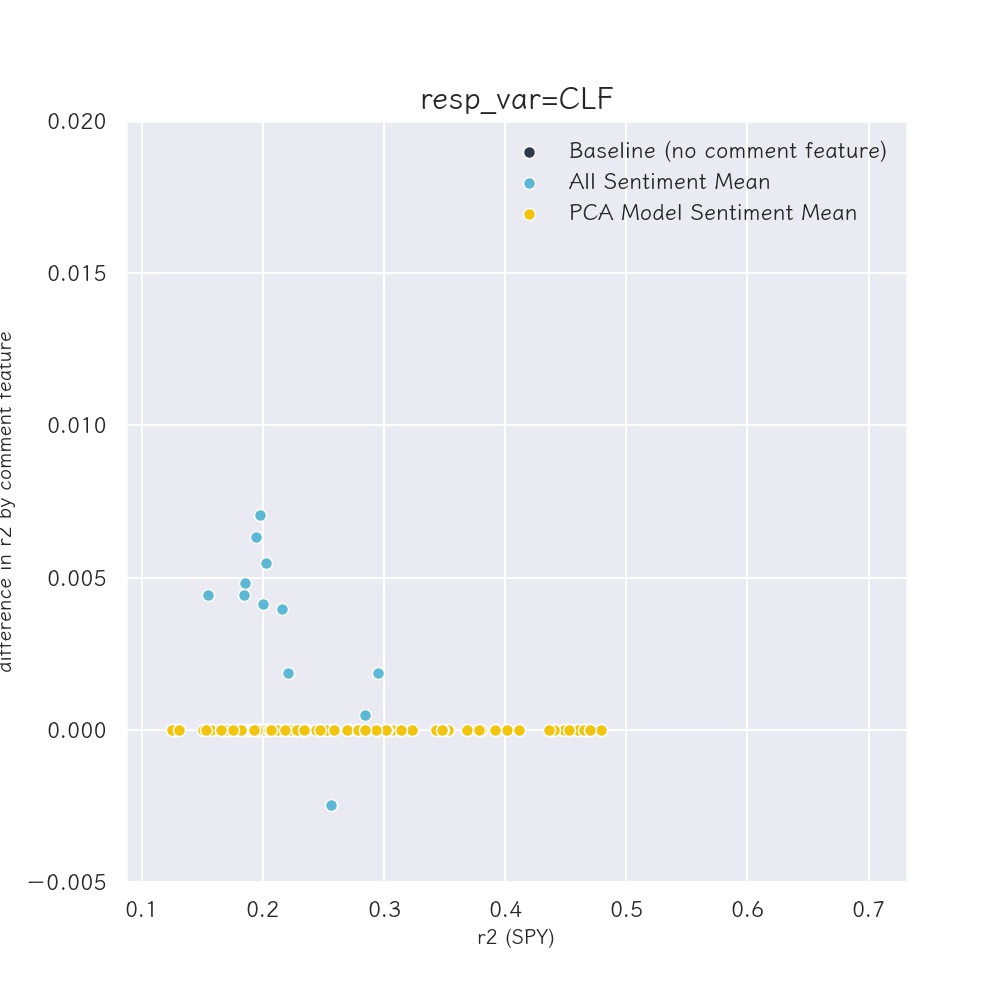 resp_var=CLF
0.020
0.015
0.010
0.005
0.000
−0.005
difference in r2 by comment feature
Baseline (no comment feature)
All Sentiment Mean
PCA Model Sentiment Mean
0.1 0.2 0.3 0.4 0.5 0.6 0.7
r2 (SPY)